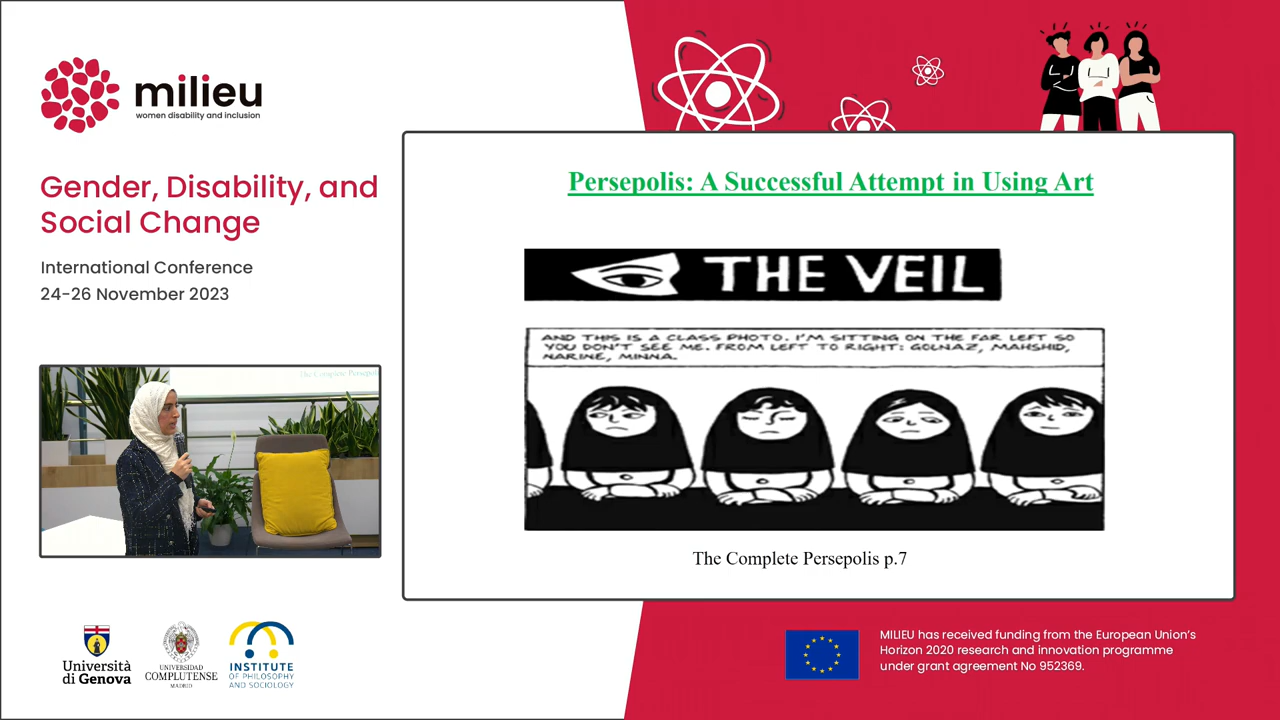 milieu
women disability and inclusion
Gender, Disability, and
Social Change
International Conference
24-26 November 2023
The Complete Persepol
Università
di Genova
UNIVERSIDAD
COMPLUTENSE
MADRID
INSTITUTE
OF PHILOSOPHY
AND SOCIOLOGY
Persepolis: A Successful Attempt in Using Art
THE VEIL
AND THIS IS A CLASS PHOTO. I'M SITTING ON THE FAR LEFT SO
YOU DON'T SEE ME. FROM LEFT TO RIGHT: GOLNAZ, MAHSHID,
NARINE, MINNA.
The Complete Persepolis p.7
MILIEU has received funding from the European Union's
Horizon 2020 research and innovation programme
under grant agreement No 952369.